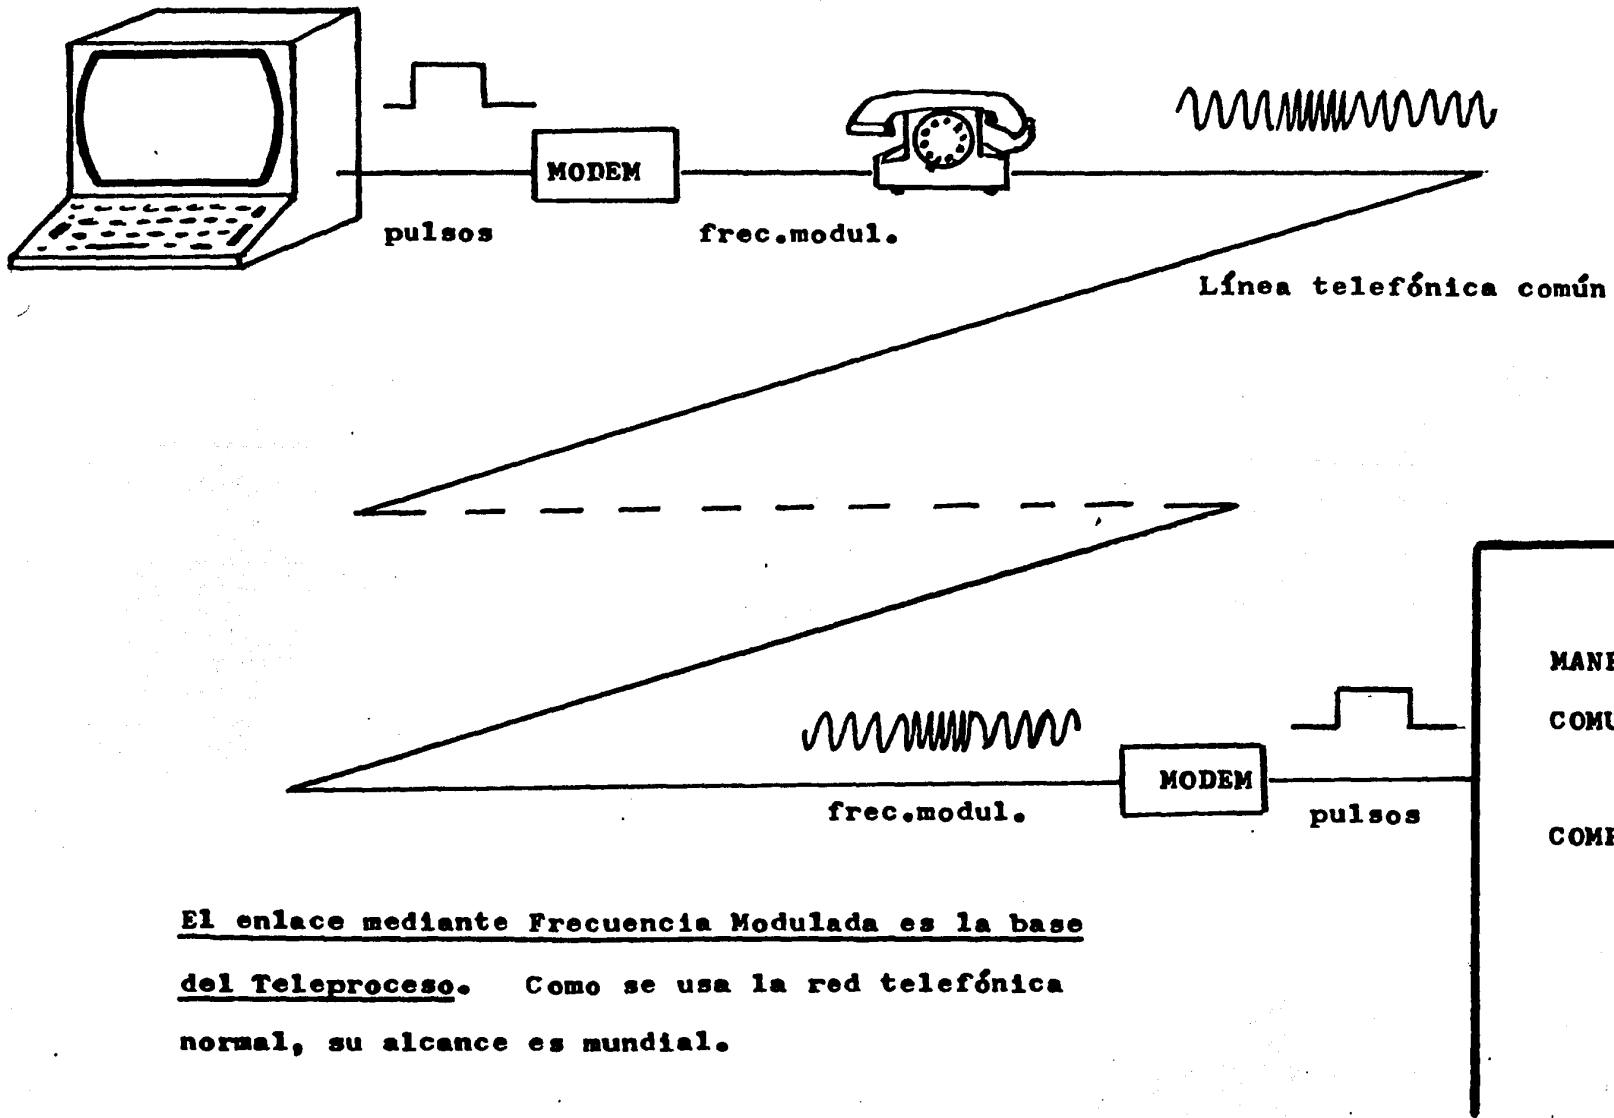 MODEM
pulsos
frec.modul.
Línea telefónica común
MODEM
frec.modul.
pulsos
El enlace mediante Frecuencia Modulada es la base
del Teleproceso. Como se usa la red telefónica
normal, su alcance es mundial.